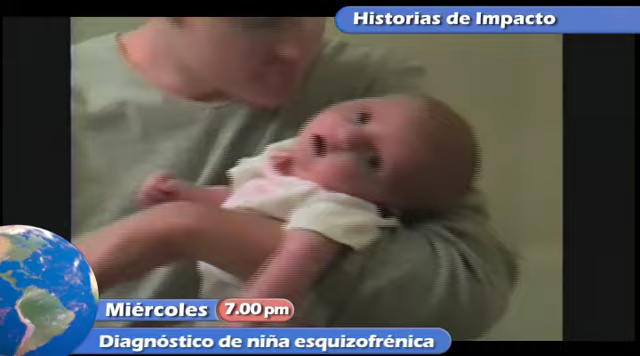 Historias de Impacto
Miércoles 7.00 pm
Diagnóstico de niña esquizofrénica